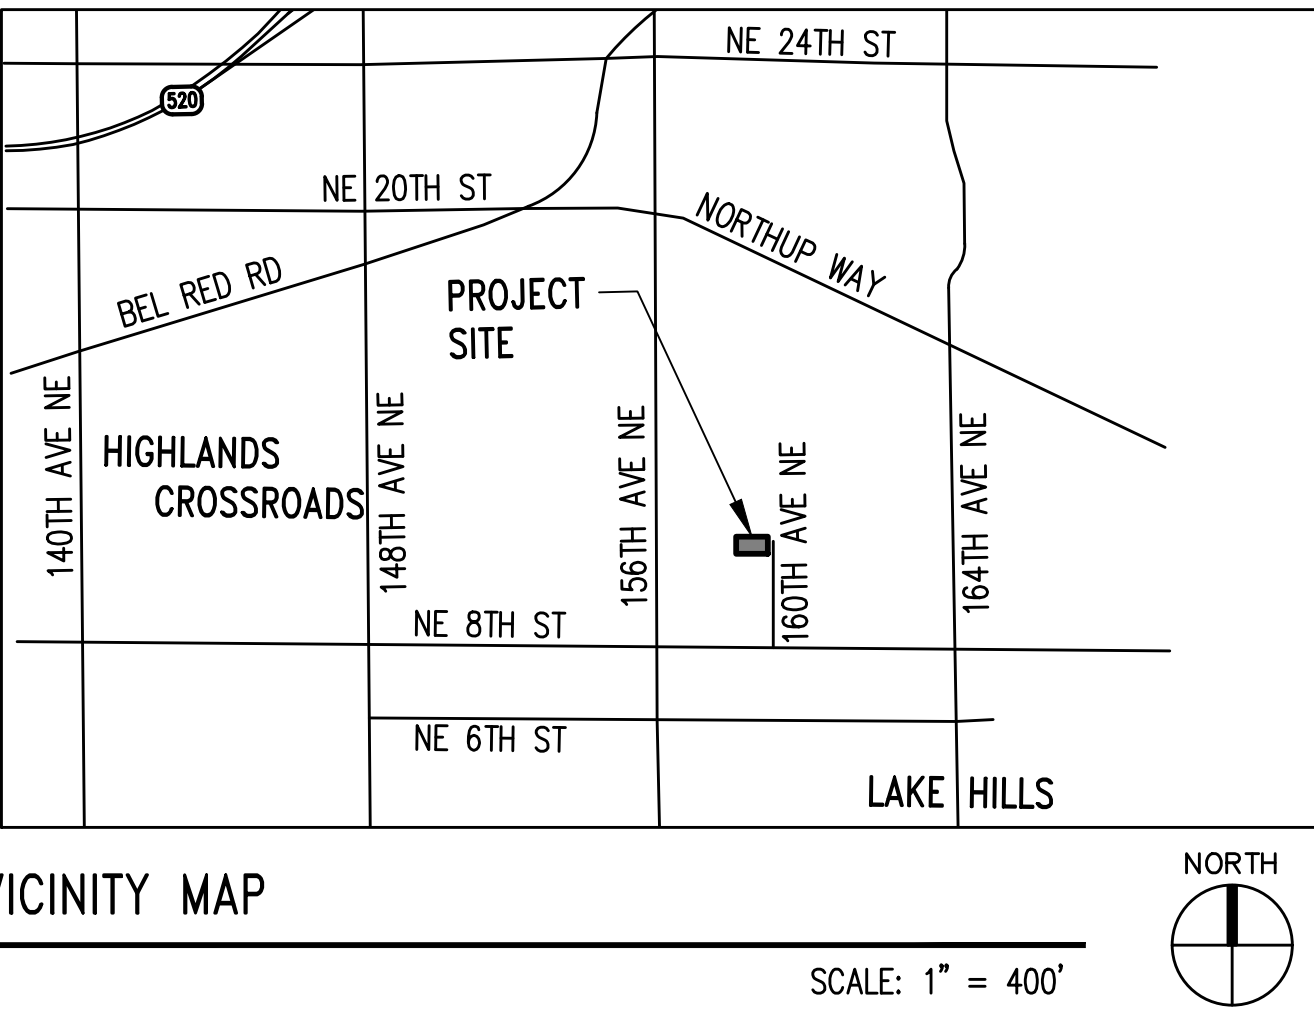 NE 24TH ST
520
NE 20TH ST
NORTHUP WAY
BEL RED RD
PROJECT
SITE
140TH AVE NE
HIGHLANDS
CROSSROADS
148TH AVE NE
156TH AVE NE
160TH AVE NE
164TH AVE NE
NE 8TH ST
NE 6TH ST
LAKE HILLS
VICINITY MAP
NORTH
SCALE: 1" = 400'